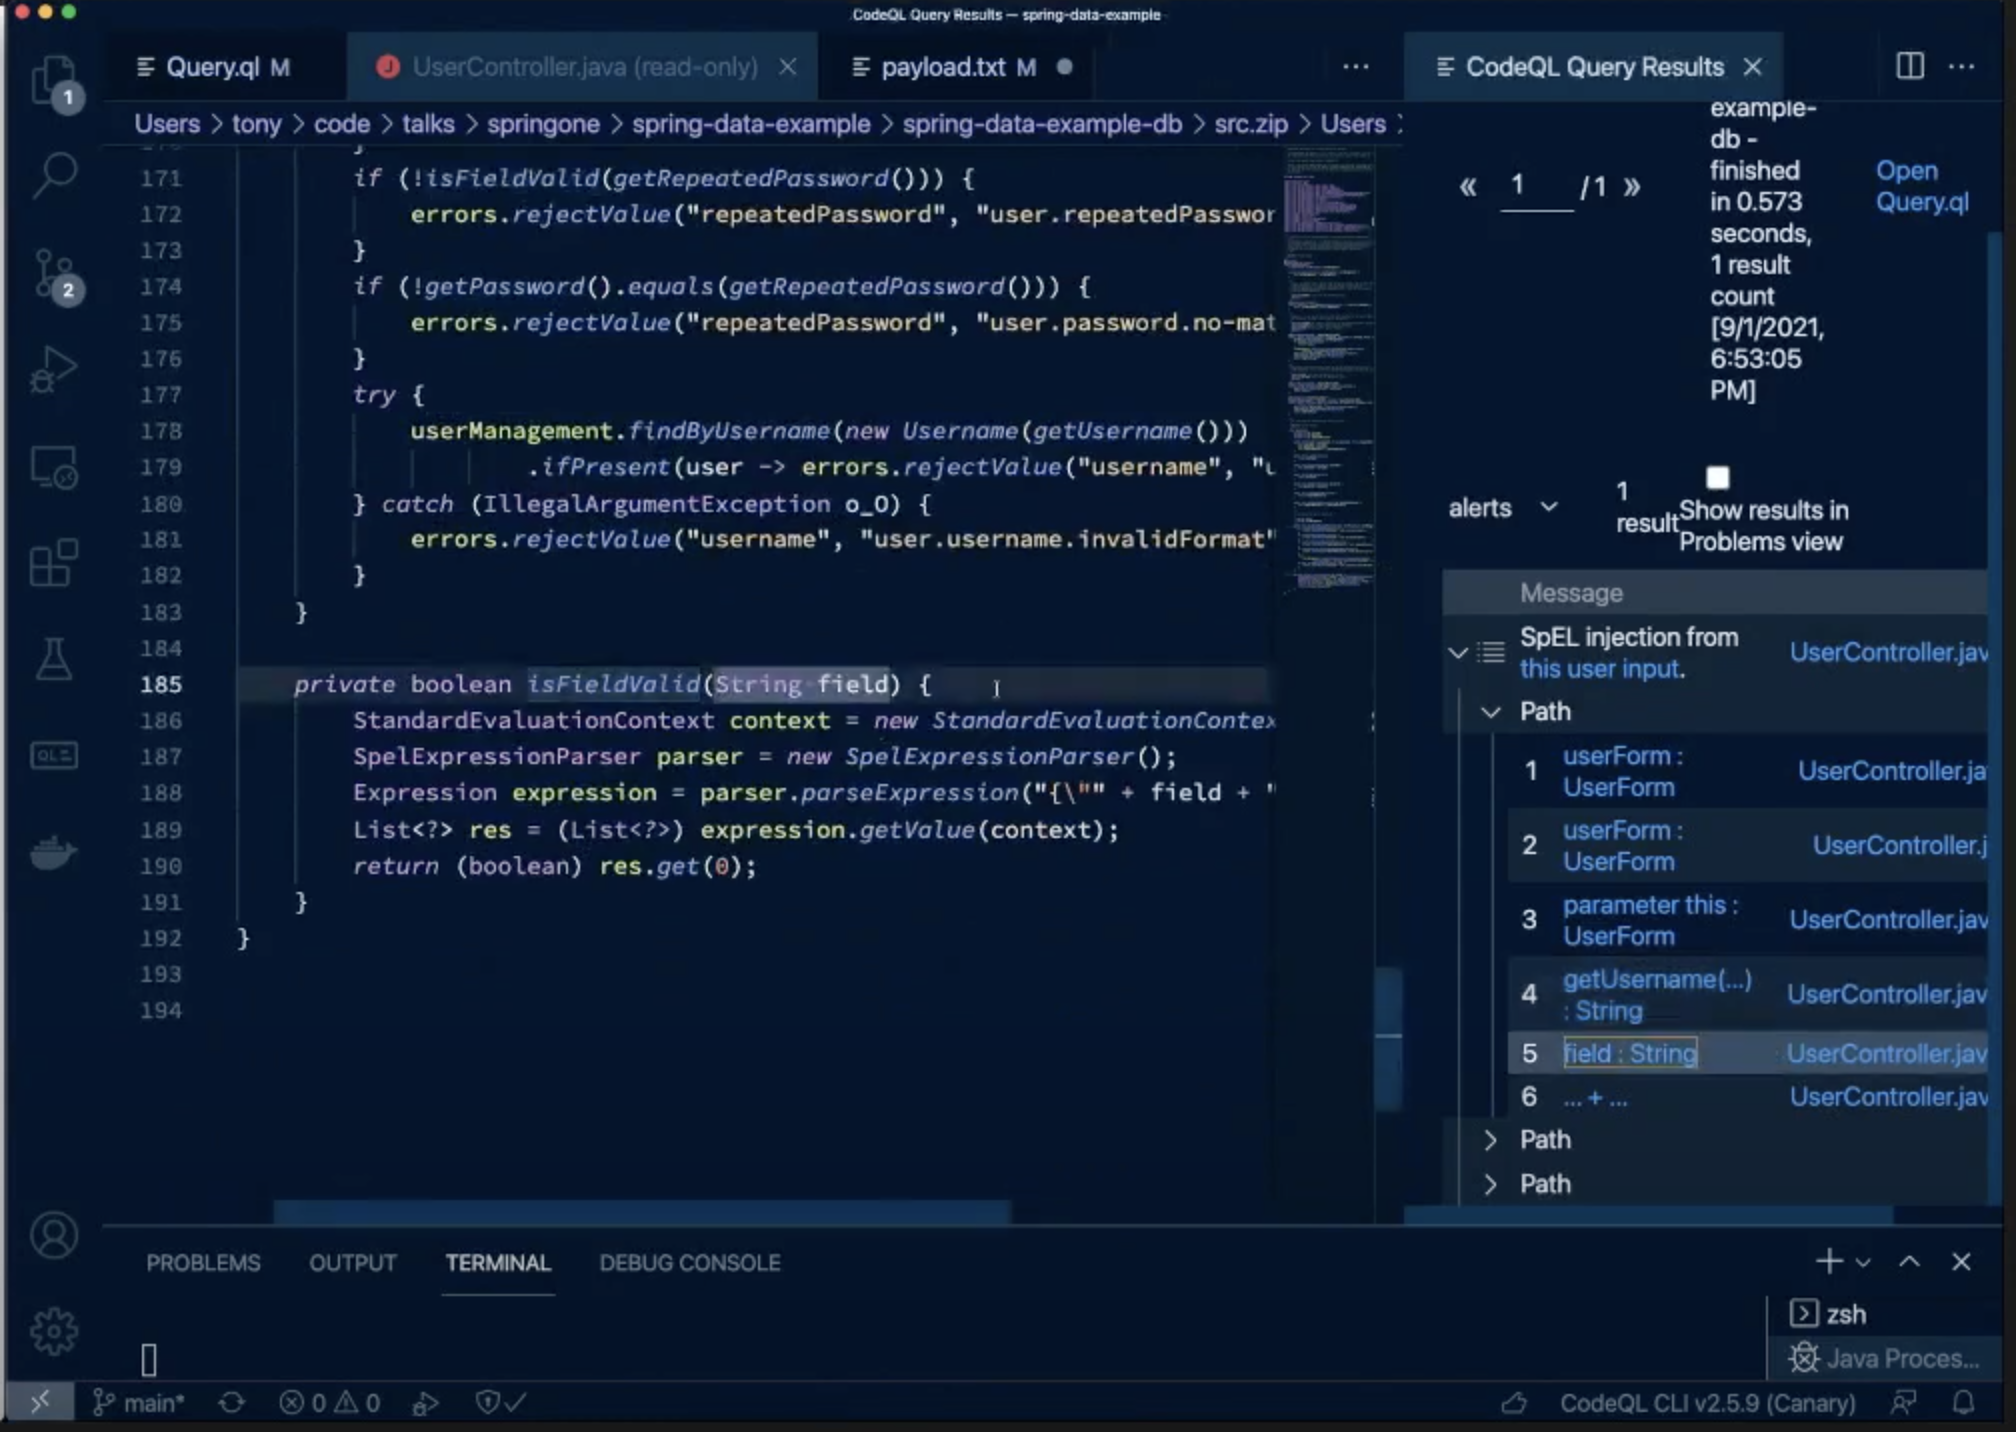 CodeQL Query Results — spring-data-example
Query.ql M
UserController.java (read-only)
payload.txt M
CodeQL Query Results
Users > tony > code > talks > springone > spring-data-example > spring-data-example-db > src.zip > Users
171 if (!isFieldValid(getRepeatedPassword())) {
172 errors.rejectValue("repeatedPassword", "user.repeatedPasswor
173 }
174 if (!getPassword().equals(getRepeatedPassword())) {
175 errors.rejectValue("repeatedPassword", "user.password.no-mat
176 }
177 try {
178 userManagement.findByUsername(new Username(getUsername()))
179 .ifPresent(user -> errors.rejectValue("username", "u
180 } catch (IllegalArgumentException o_O) {
181 errors.rejectValue("username", "user.username.invalidFormat"
182 }
183 }
184
185 private boolean isFieldValid(String field) {
186 StandardEvaluationContext context = new StandardEvaluationContex
187 SpelExpressionParser parser = new SpelExpressionParser();
188 Expression expression = parser.parseExpression("{\"" + field + "
189 List<?> res = (List<?>) expression.getValue(context);
190 return (boolean) res.get(0);
191 }
192 }
193
194
« 1 / 1 »
example-
db -
finished
in 0.573
seconds,
1 result
count
[9/1/2021,
6:53:05
PM]
Open
Query.ql
alerts
1
result
Show results in
Problems view
Message
SpEL injection from
this user input.
UserController.jav
Path
1 userForm :
UserForm
UserController.ja
2 userForm :
UserForm
UserController.j
3 parameter this :
UserForm
UserController.jav
4 getUsername(...)
: String
UserController.jav
5 field : String UserController.jav
6 ... + ... UserController.jav
Path
Path
1
2
PROBLEMS OUTPUT TERMINAL DEBUG CONSOLE
zsh
Java Proces...
main* 0 0
CodeQL CLI v2.5.9 (Canary)